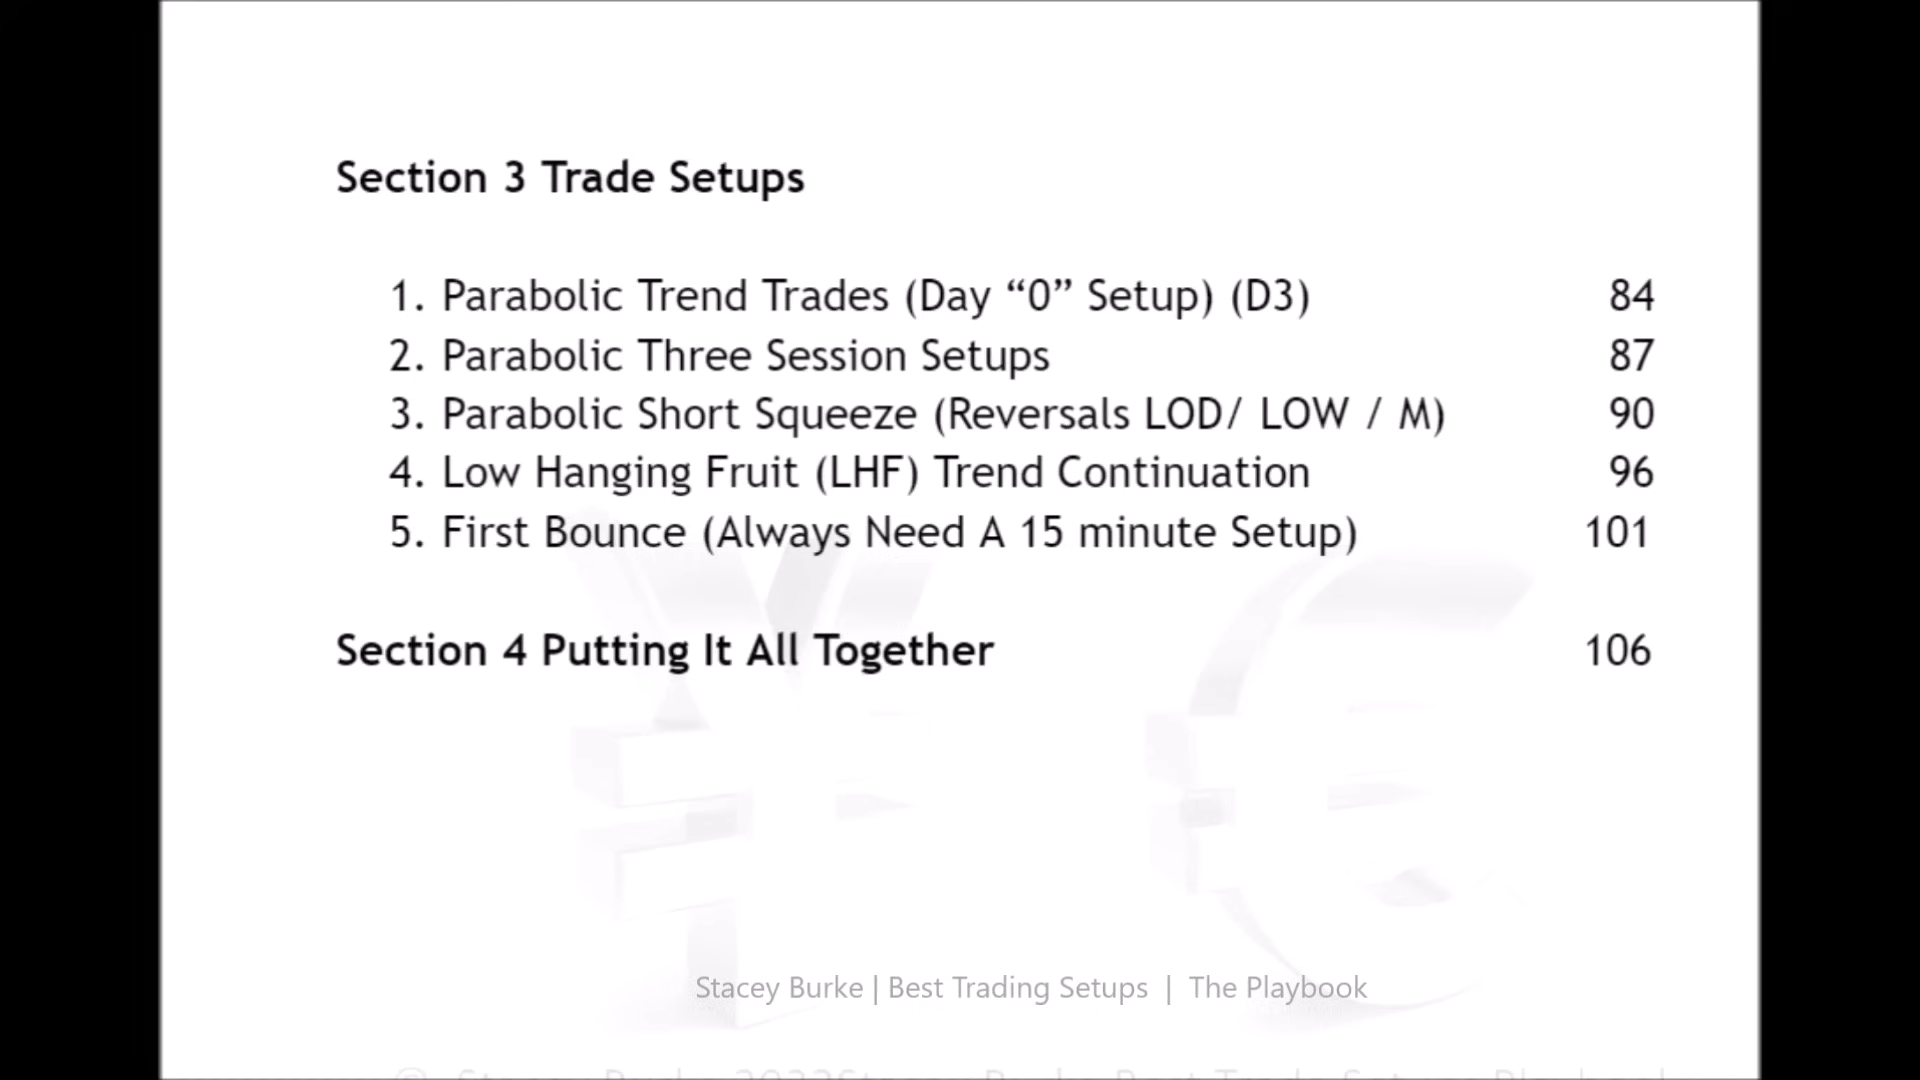 Section 3 Trade Setups
1. Parabolic Trend Trades (Day “0” Setup) (D3) 84
2. Parabolic Three Session Setups 87
3. Parabolic Short Squeeze (Reversals LOD/ LOW / M) 90
4. Low Hanging Fruit (LHF) Trend Continuation 96
5. First Bounce (Always Need A 15 minute Setup) 101
Section 4 Putting It All Together 106
Stacey Burke | Best Trading Setups | The Playbook